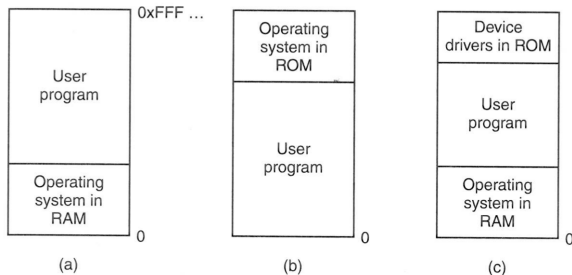 0xFFF ...
User
program
Operating
system in
RAM
0
(a)
Operating
system in
ROM
User
program
0
(b)
Device
drivers in ROM
User
program
Operating
system in
RAM
0
(c)